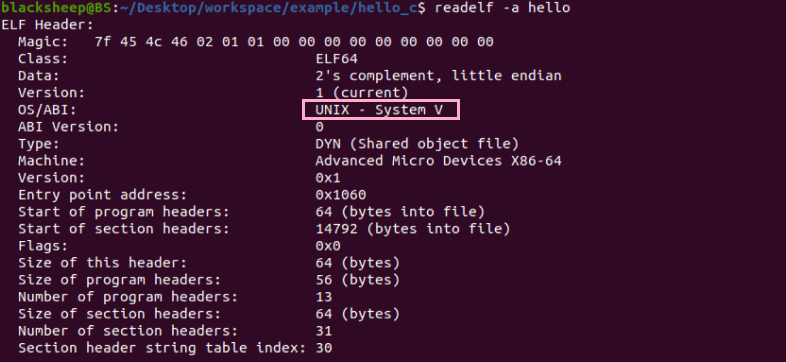 blacksheep@BS:~/Desktop/workspace/example/hello_c$ readelf -a hello
ELF Header:
  Magic:   7f 45 4c 46 02 01 01 00 00 00 00 00 00 00 00 00
  Class:                             ELF64
  Data:                              2's complement, little endian
  Version:                           1 (current)
  OS/ABI:                            UNIX - System V
  ABI Version:                       0
  Type:                              DYN (Shared object file)
  Machine:                           Advanced Micro Devices X86-64
  Version:                           0x1
  Entry point address:               0x1060
  Start of program headers:          64 (bytes into file)
  Start of section headers:          14792 (bytes into file)
  Flags:                             0x0
  Size of this header:               64 (bytes)
  Size of program headers:           56 (bytes)
  Number of program headers:         13
  Size of section headers:           64 (bytes)
  Number of section headers:         31
  Section header string table index: 30